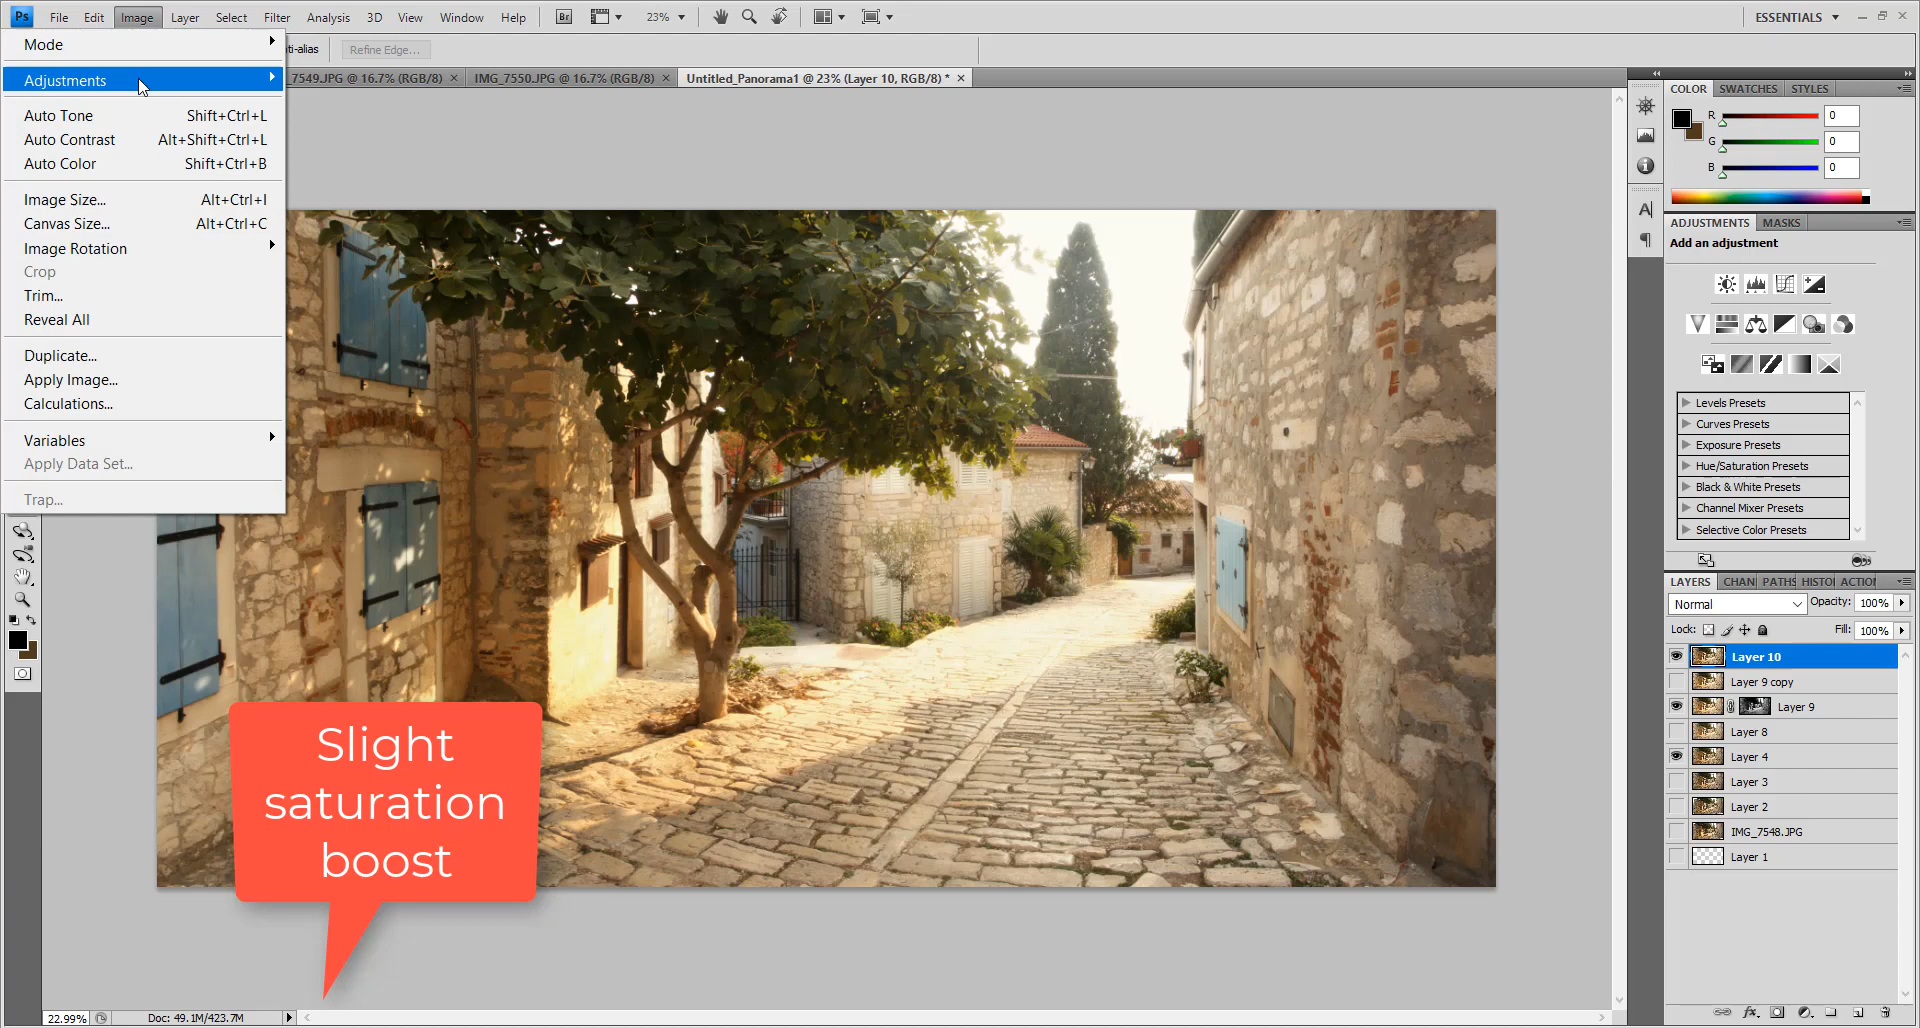 Ps File Edit Image Layer Select Filter Analysis 3D View Window Help Br 23% ESSENTIALS
Mode
nti-alias Refine Edge...
_7549.JPG @ 16.7% (RGB/8) IMG_7550.JPG @ 16.7% (RGB/8) Untitled_Panorama1 @ 23% (Layer 10, RGB/8) *
Adjustments
Auto Tone Shift+Ctrl+L
Auto Contrast Alt+Shift+Ctrl+L
Auto Color Shift+Ctrl+B
Image Size... Alt+Ctrl+I
Canvas Size... Alt+Ctrl+C
Image Rotation
Crop
Trim...
Reveal All
Duplicate...
Apply Image...
Calculations...
Variables
Apply Data Set...
Trap...
Slight
saturation
boost
22.99% Doc: 49.1M/423.7M
COLOR SWATCHES STYLES
R 0
G 0
B 0
ADJUSTMENTS MASKS
Add an adjustment
Levels Presets
Curves Presets
Exposure Presets
Hue/Saturation Presets
Black & White Presets
Channel Mixer Presets
Selective Color Presets
LAYERS CHAN PATHS HISTO ACTION
Normal Opacity: 100%
Lock: Fill: 100%
Layer 10
Layer 9 copy
Layer 9
Layer 8
Layer 4
Layer 3
Layer 2
IMG_7548.JPG
Layer 1